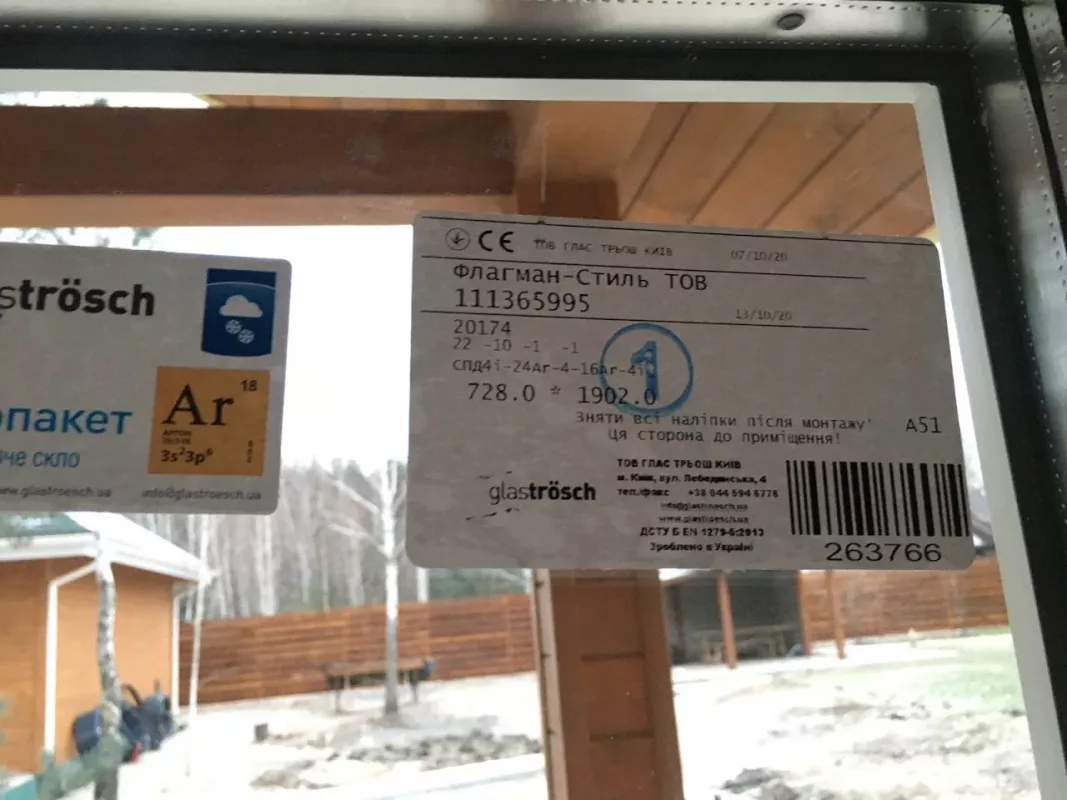 strösch
Ar
18
АРГОН
3s²3p⁶
пакет
че скло
www.glastroesch.ua
info@glastroesch.ua
CE ТОВ ГЛАС ТРЬОШ КИЇВ 07/10/20
Флагман-Стиль ТОВ
111365995
13/10/20
20174
22 -10 -1 -1
СПД4i-24Ar-4-16Ar-4i
1
728.0 * 1902.0
Зняти всі наліпки після монтажу!
Ця сторона до приміщення!
A51
glaströsch
ТОВ ГЛАС ТРЬОШ КИЇВ
м. Київ, вул. Лебединська, 4
тел./факс +38 044 594 6776
info@glastroesch.ua
www.glastroesch.ua
ДСТУ Б EN 1279-5:2013
Зроблено в Україні
263766